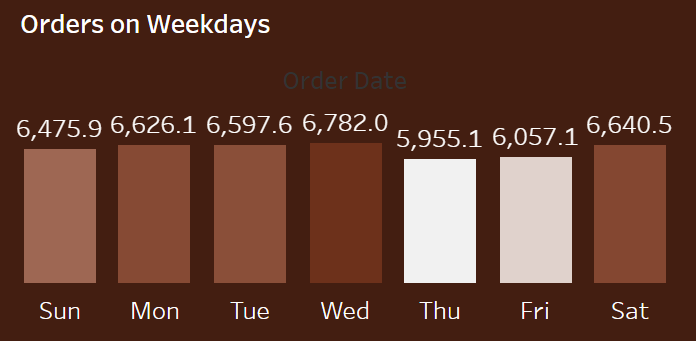 Orders on Weekdays
Order Date
6,475.9 6,626.1 6,597.6 6,782.0 5,955.1 6,057.1 6,640.5
Sun Mon Tue Wed Thu Fri Sat